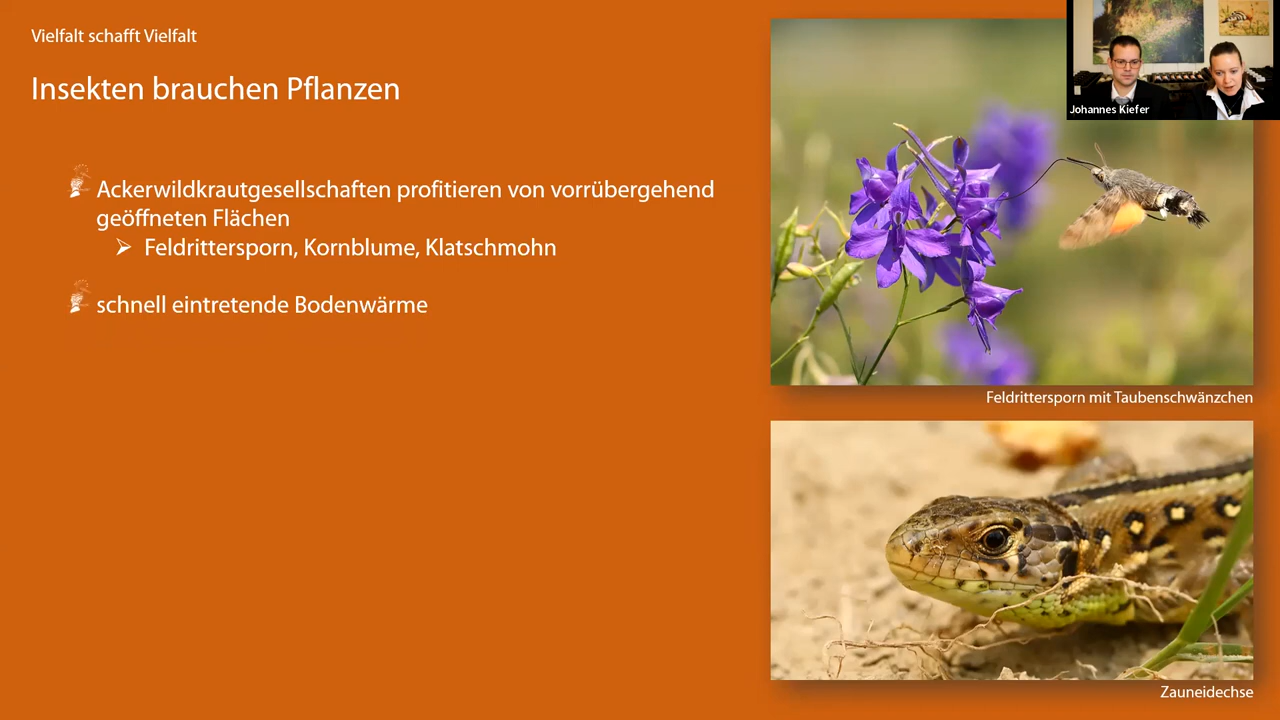 Vielfalt schafft Vielfalt
Insekten brauchen Pflanzen
Ackerwildkrautgesellschaften profitieren von vorrübergehend
geöffneten Flächen
Feldrittersporn, Kornblume, Klatschmohn
schnell eintretende Bodenwärme
Johannes Kiefer
Feldrittersporn mit Taubenschwänzchen
Zauneidechse